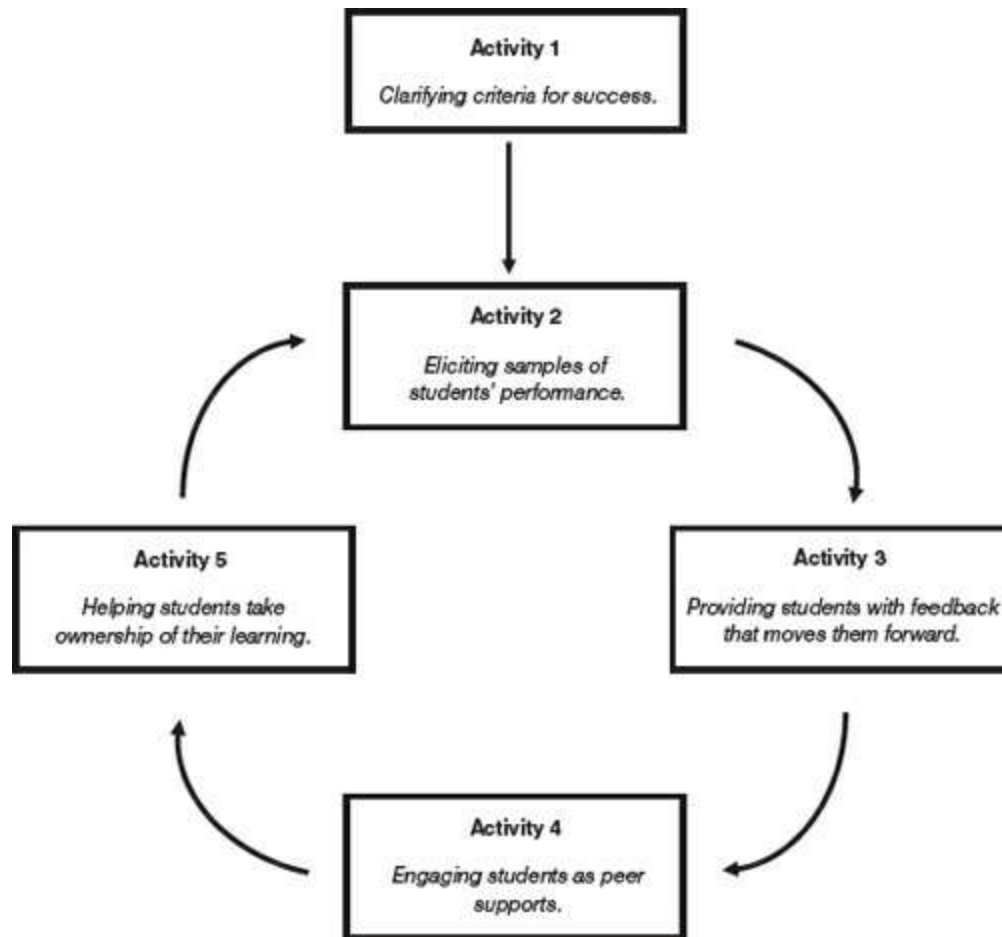 Activity 1
Clarifying criteria for success.
Activity 2
Eliciting samples of
students' performance.
Activity 3
Providing students with feedback
that moves them forward.
Activity 4
Engaging students as peer
supports.
Activity 5
Helping students take
ownership of their learning.